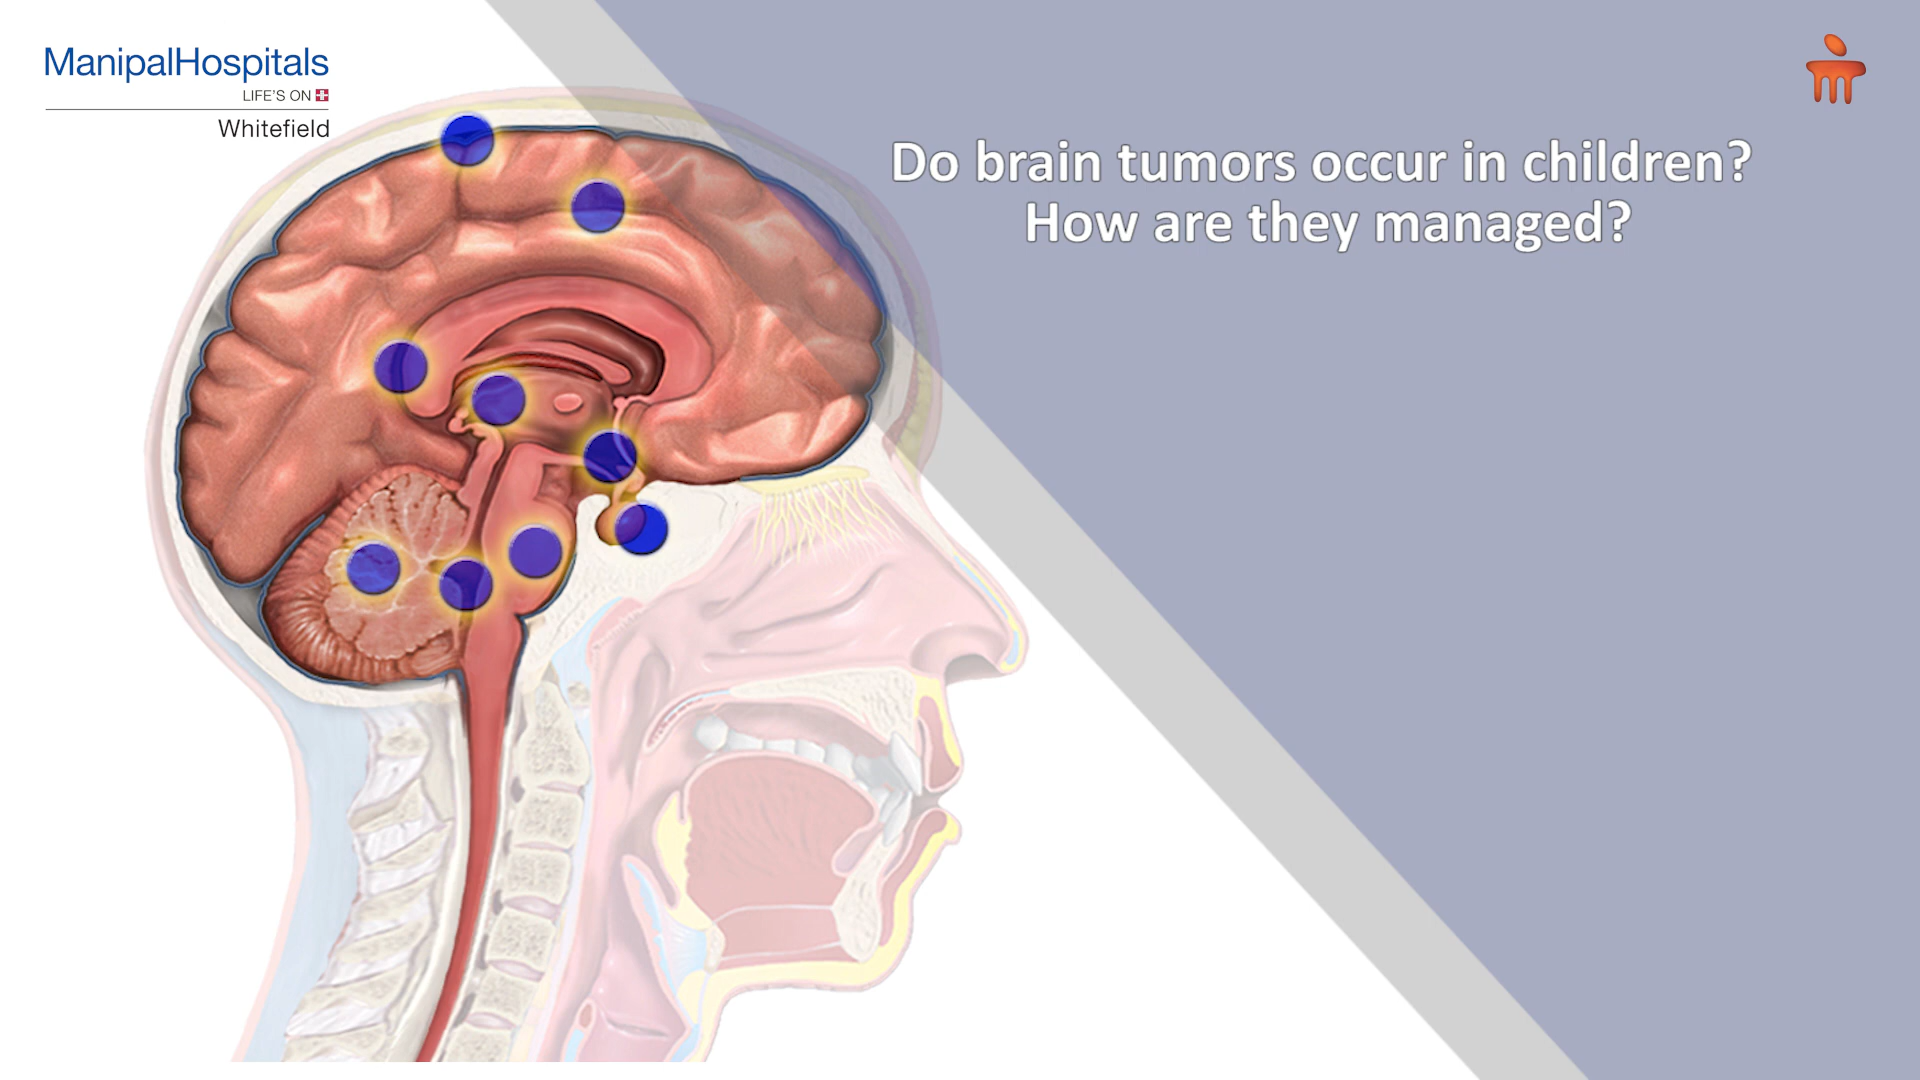 ManipalHospitals
LIFE'S ON
Whitefield
Do brain tumors occur in children?
How are they managed?